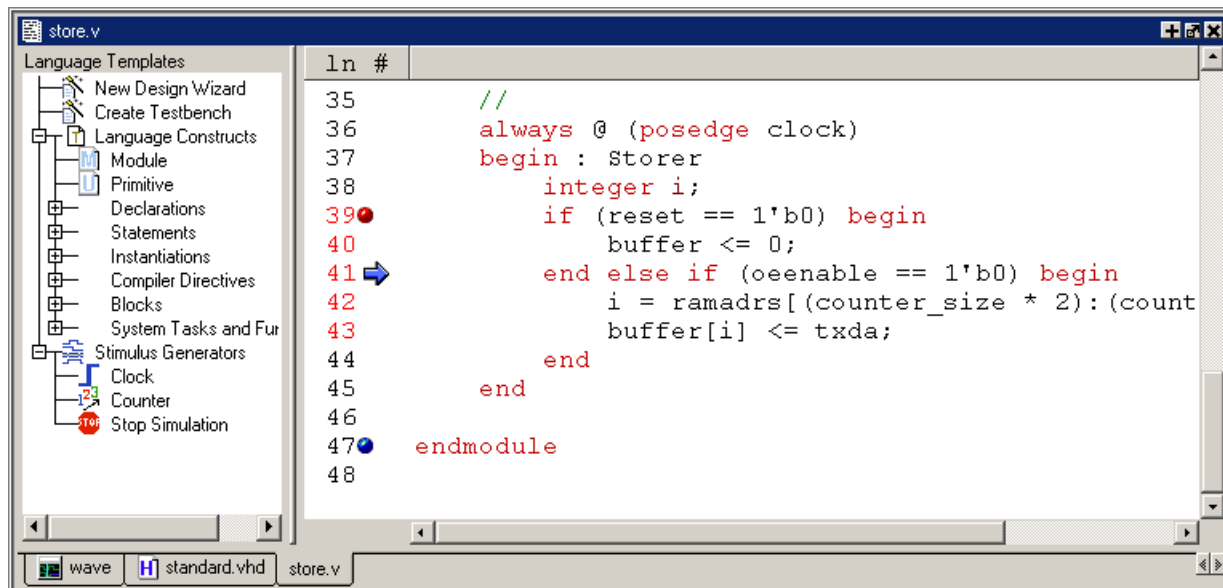 store.v
Language Templates
New Design Wizard
Create Testbench
Language Constructs
Module
Primitive
Declarations
Statements
Instantiations
Compiler Directives
Blocks
System Tasks and Fur
Stimulus Generators
Clock
Counter
Stop Simulation
ln #
35 //
36 always @ (posedge clock)
37 begin : Storer
38 integer i;
39 if (reset == 1'b0) begin
40 buffer <= 0;
41 end else if (oeenable == 1'b0) begin
42 i = ramadrs[(counter_size * 2):(count
43 buffer[i] <= txda;
44 end
45 end
46
47 endmodule
48
wave standard.vhd store.v